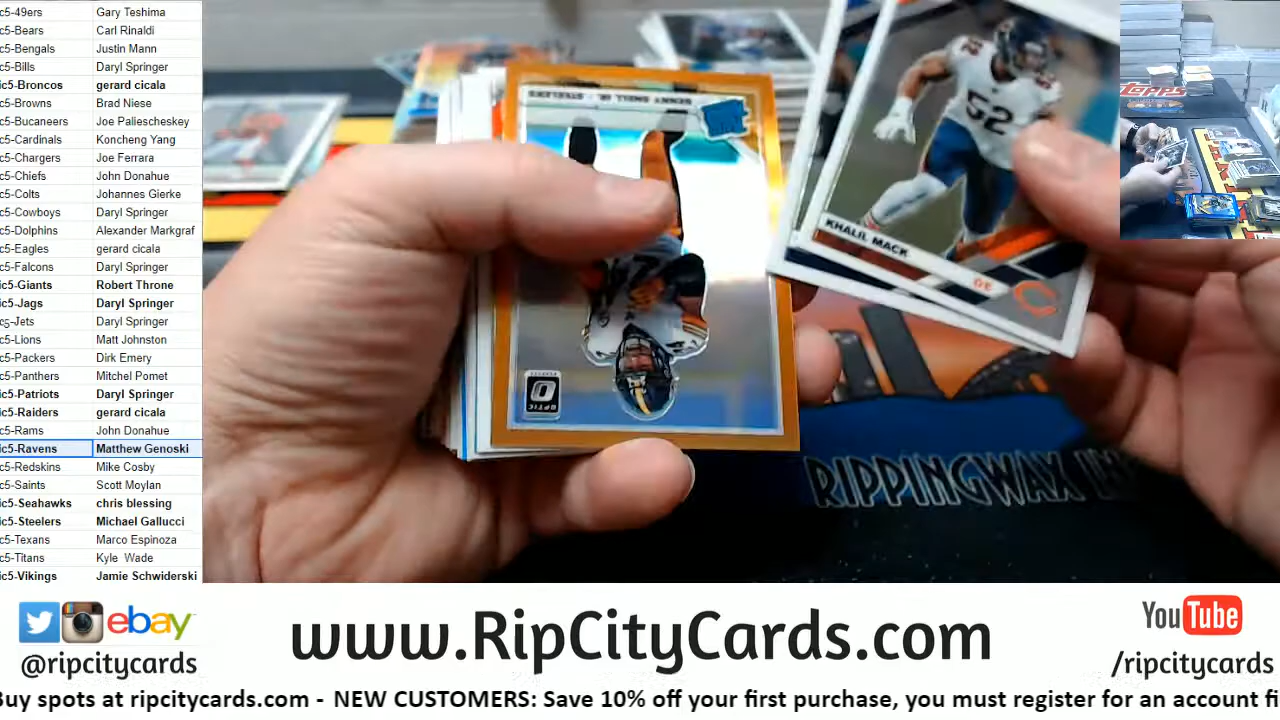 c5-49ers Gary Teshima
c5-Bears Carl Rinaldi
c5-Bengals Justin Mann
c5-Bills Daryl Springer
ic5-Broncos gerard cicala
c5-Browns Brad Niese
c5-Bucaneers Joe Paliescheskey
c5-Cardinals Koncheng Yang
c5-Chargers Joe Ferrara
c5-Chiefs John Donahue
c5-Colts Johannes Gierke
c5-Cowboys Daryl Springer
c5-Dolphins Alexander Markgraf
c5-Eagles gerard cicala
c5-Falcons Daryl Springer
ic5-Giants Robert Throne
ic5-Jags Daryl Springer
c5-Jets Daryl Springer
c5-Lions Matt Johnston
c5-Packers Dirk Emery
c5-Panthers Mitchel Pomet
ic5-Patriots Daryl Springer
ic5-Raiders gerard cicala
c5-Rams John Donahue
ic5-Ravens Matthew Genoski
c5-Redskins Mike Cosby
c5-Saints Scott Moylan
ic5-Seahawks chris blessing
ic5-Steelers Michael Gallucci
c5-Texans Marco Espinoza
c5-Titans Kyle Wade
ic5-Vikings Jamie Schwiderski
BENNY SNELL JR. - STEELERS
OPTIC
52
KHALIL MACK
TOPPS
RIPPINGWAX
ebay
@ripcitycards
www.RipCityCards.com
YouTube
/ripcitycards
Buy spots at ripcitycards.com - NEW CUSTOMERS: Save 10% off your first purchase, you must register for an account